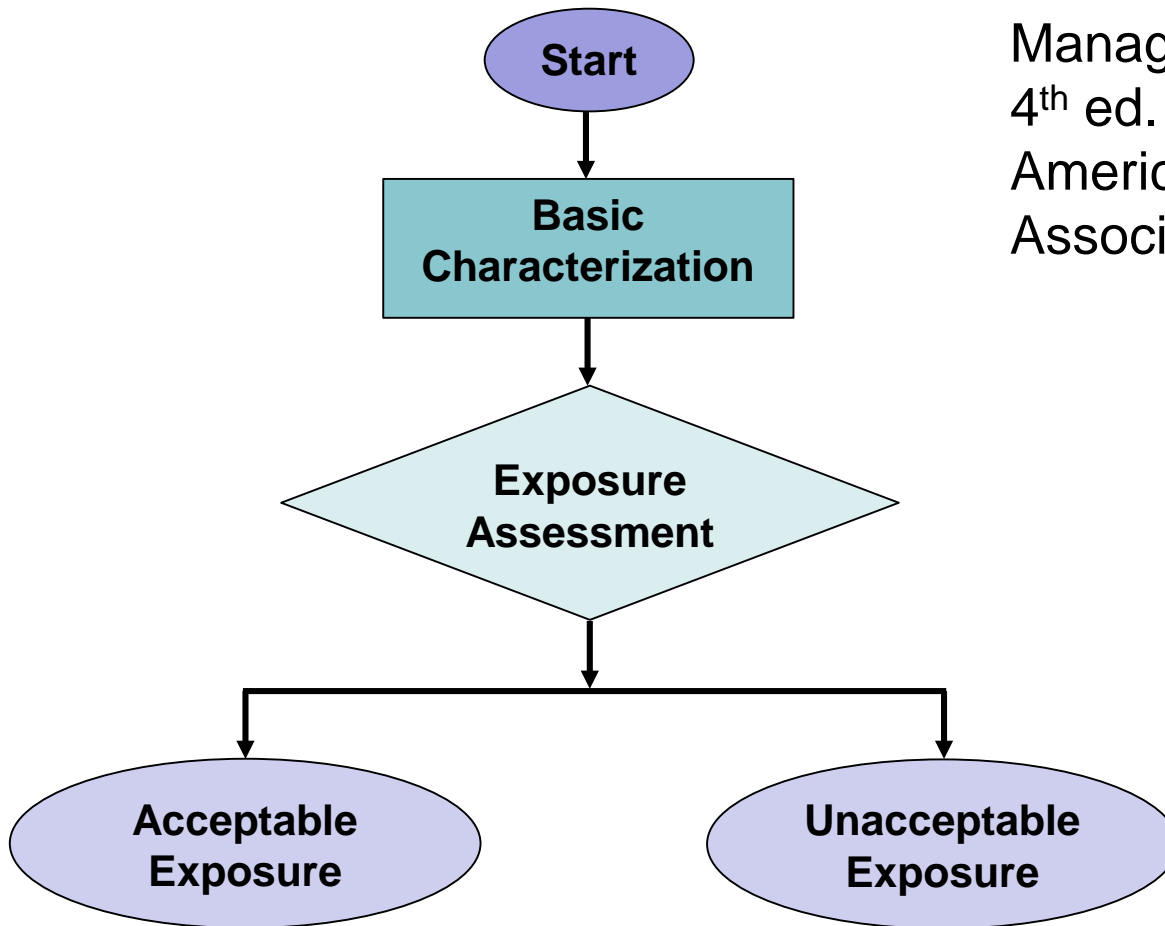 Start
Basic
Characterization
Exposure
Assessment
Acceptable
Exposure
Unacceptable
Exposure
Manag
4th ed.
Americ
Associ